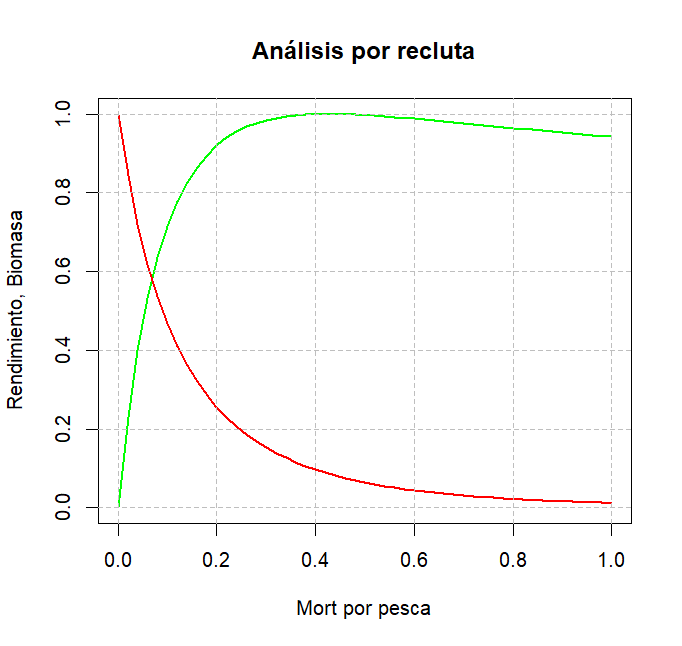 Análisis por recluta
Rendimiento, Biomasa
1.0
0.8
0.6
0.4
0.2
0.0
0.0 0.2 0.4 0.6 0.8 1.0
Mort por pesca